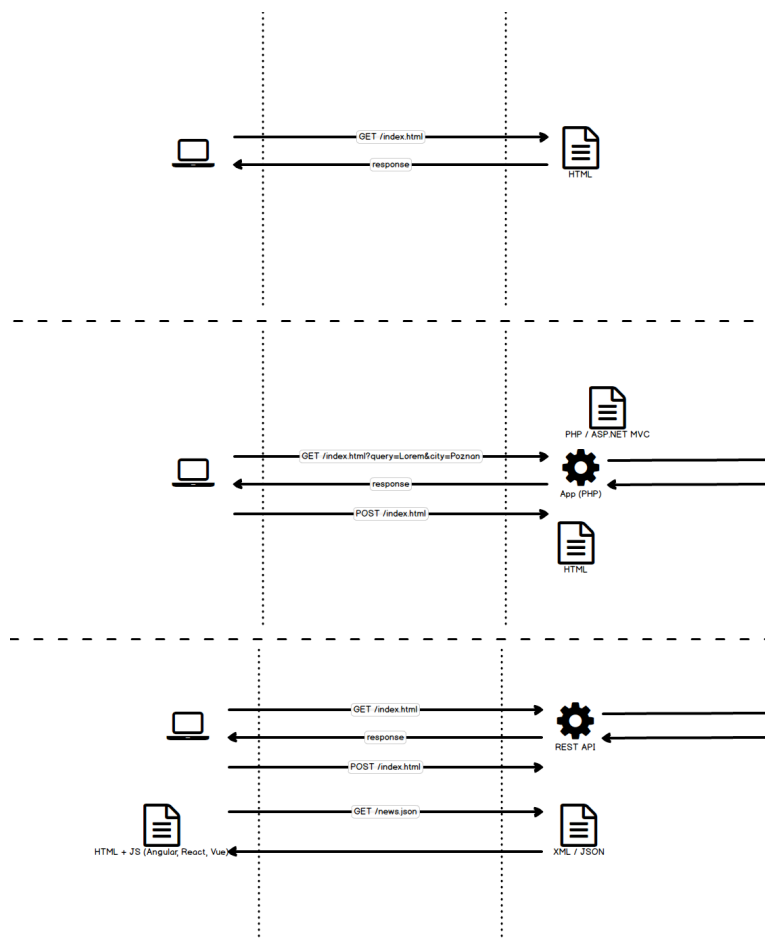 GET /index.html
response
HTML
PHP / ASP.NET MVC
GET /index.html?query=Lorem&city=Poznan
response
App (PHP)
POST /index.html
HTML
GET /index.html
response
REST API
POST /index.html
GET /news.json
HTML + JS (Angular, React, Vue)
XML / JSON